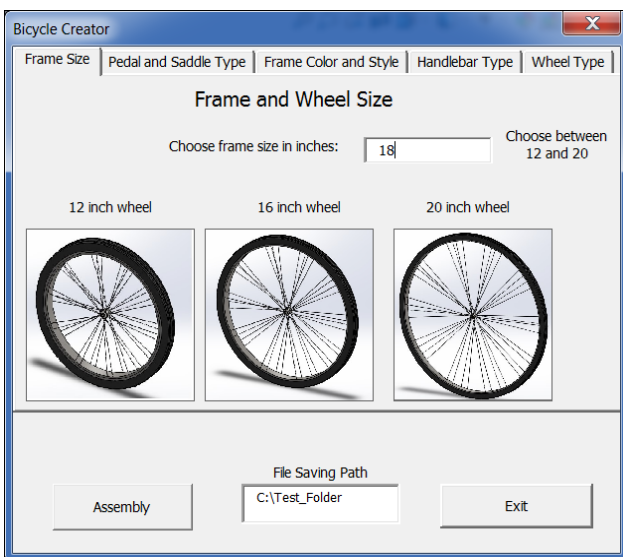 Bicycle Creator
Frame Size
Pedal and Saddle Type
Frame Color and Style
Handlebar Type
Wheel Type
Frame and Wheel Size
Choose frame size in inches:
18
Choose between
12 and 20
12 inch wheel
16 inch wheel
20 inch wheel
File Saving Path
Assembly
C:\Test_Folder
Exit